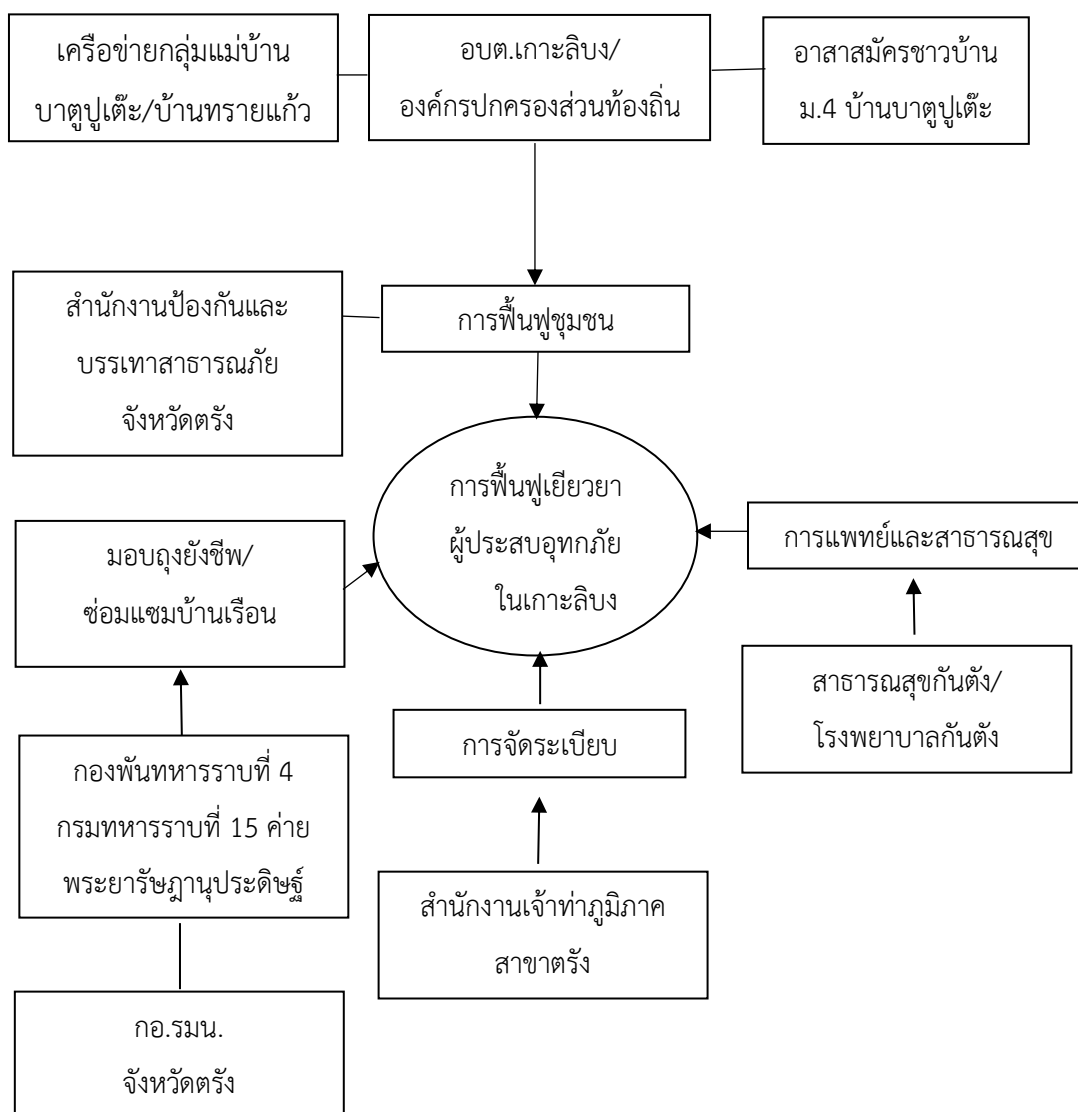 เครือข่ายกลุ่มแม่บ้าน
บาตูปูเต๊ะ/บ้านทรายแก้ว
อบต.เกาะลิบง/
องค์กรปกครองส่วนท้องถิ่น
อาสาสมัครชาวบ้าน
ม.4 บ้านบาตูปูเต๊ะ
สำนักงานป้องกันและ
บรรเทาสาธารณภัย
จังหวัดตรัง
การฟื้นฟูชุมชน
การฟื้นฟูเยียวยา
ผู้ประสบอุทกภัย
ในเกาะลิบง
มอบถุงยังชีพ/
ซ่อมแซมบ้านเรือน
การแพทย์และสาธารณสุข
สาธารณสุขกันตัง/
โรงพยาบาลกันตัง
การจัดระเบียบ
กองพันทหารราบที่ 4
กรมทหารราบที่ 15 ค่าย
พระยารัษฎานุประดิษฐ์
สำนักงานเจ้าท่าภูมิภาค
สาขาตรัง
กอ.รมน.
จังหวัดตรัง